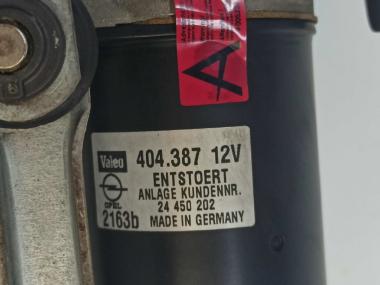 A
Valeo 404.387 12V
ENTSTOERT
ANLAGE KUNDENNR.
OPEL 24 450 202
2163b MADE IN GERMANY